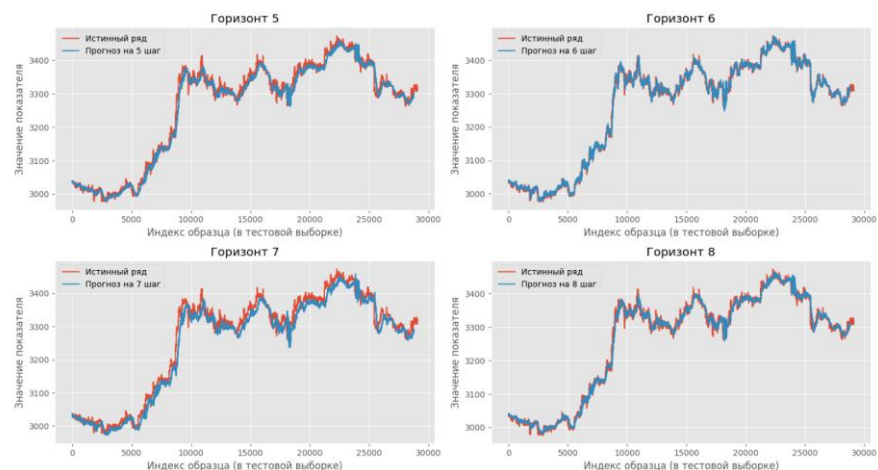 Горизонт 5
Значение показателя
3400
3300
3200
3100
3000
Истинный ряд
Прогноз на 5 шаг
0 5000 10000 15000 20000 25000 30000
Индекс образца (в тестовой выборке)
Горизонт 6
Значение показателя
3400
3300
3200
3100
3000
Истинный ряд
Прогноз на 6 шаг
0 5000 10000 15000 20000 25000 30000
Индекс образца (в тестовой выборке)
Горизонт 7
Значение показателя
3400
3300
3200
3100
3000
Истинный ряд
Прогноз на 7 шаг
0 5000 10000 15000 20000 25000 30000
Индекс образца (в тестовой выборке)
Горизонт 8
Значение показателя
3400
3300
3200
3100
3000
Истинный ряд
Прогноз на 8 шаг
0 5000 10000 15000 20000 25000 30000
Индекс образца (в тестовой выборке)